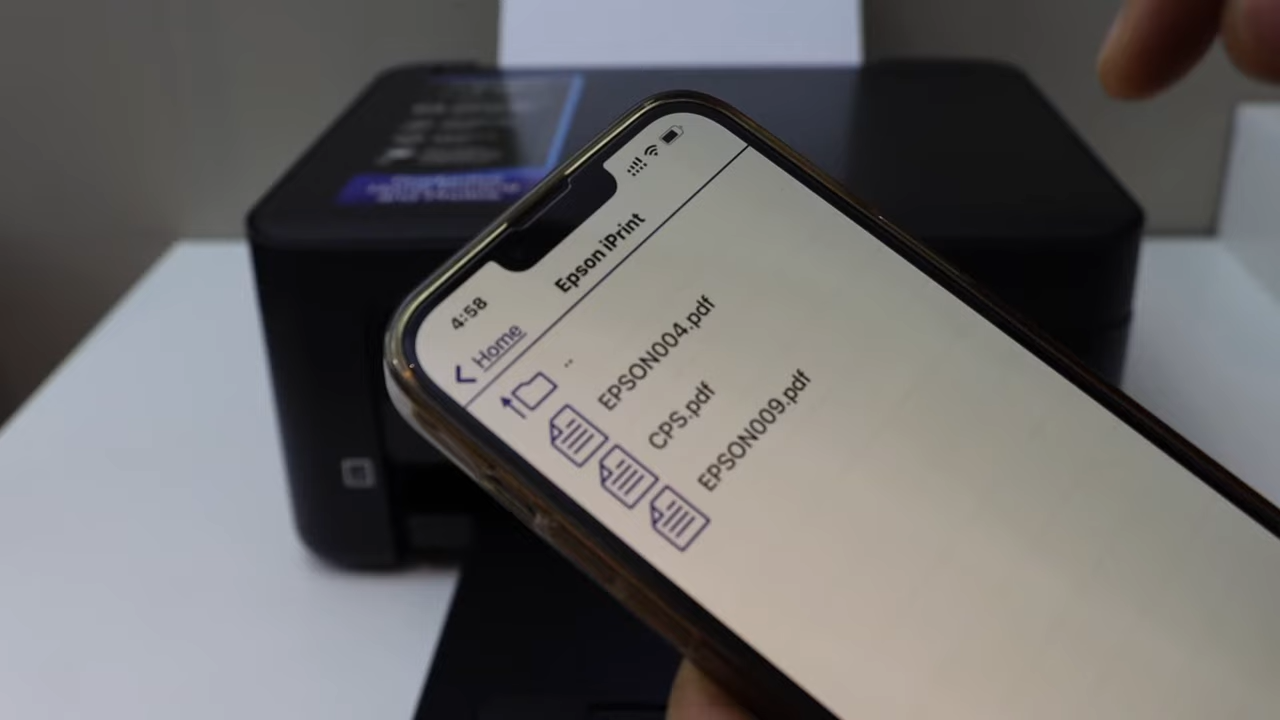 4:58
Home
Epson iPrint
..
EPSON004.pdf
CPS.pdf
EPSON009.pdf